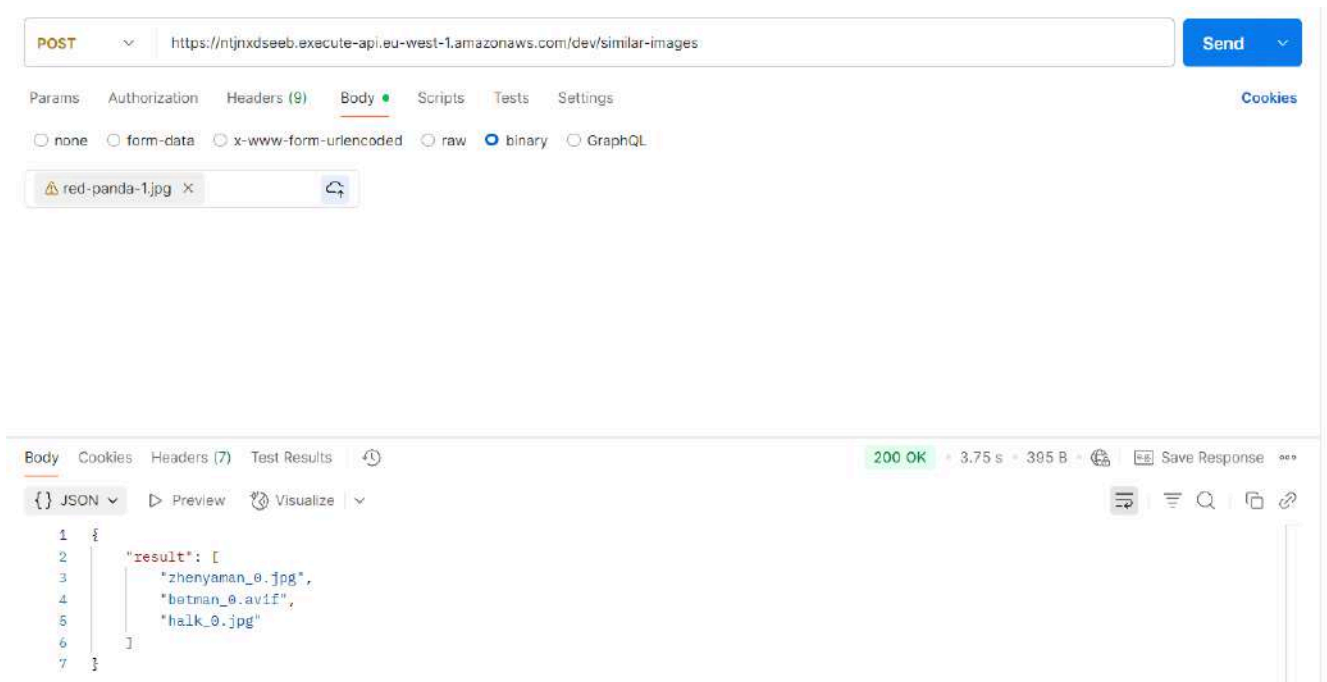 POST https://ntjnxdseeb.execute-api.eu-west-1.amazonaws.com/dev/similar-images Send
Params Authorization Headers (9) Body Scripts Tests Settings Cookies
none form-data x-www-form-urlencoded raw binary GraphQL
red-panda-1.jpg
Body Cookies Headers (7) Test Results 200 OK 3.75 s 395 B Save Response
{} JSON Preview Visualize
1 {
2 "result": [
3 "zhenyaman_0.jpg",
4 "betman_0.avif",
5 "halk_0.jpg"
6 ]
7 }